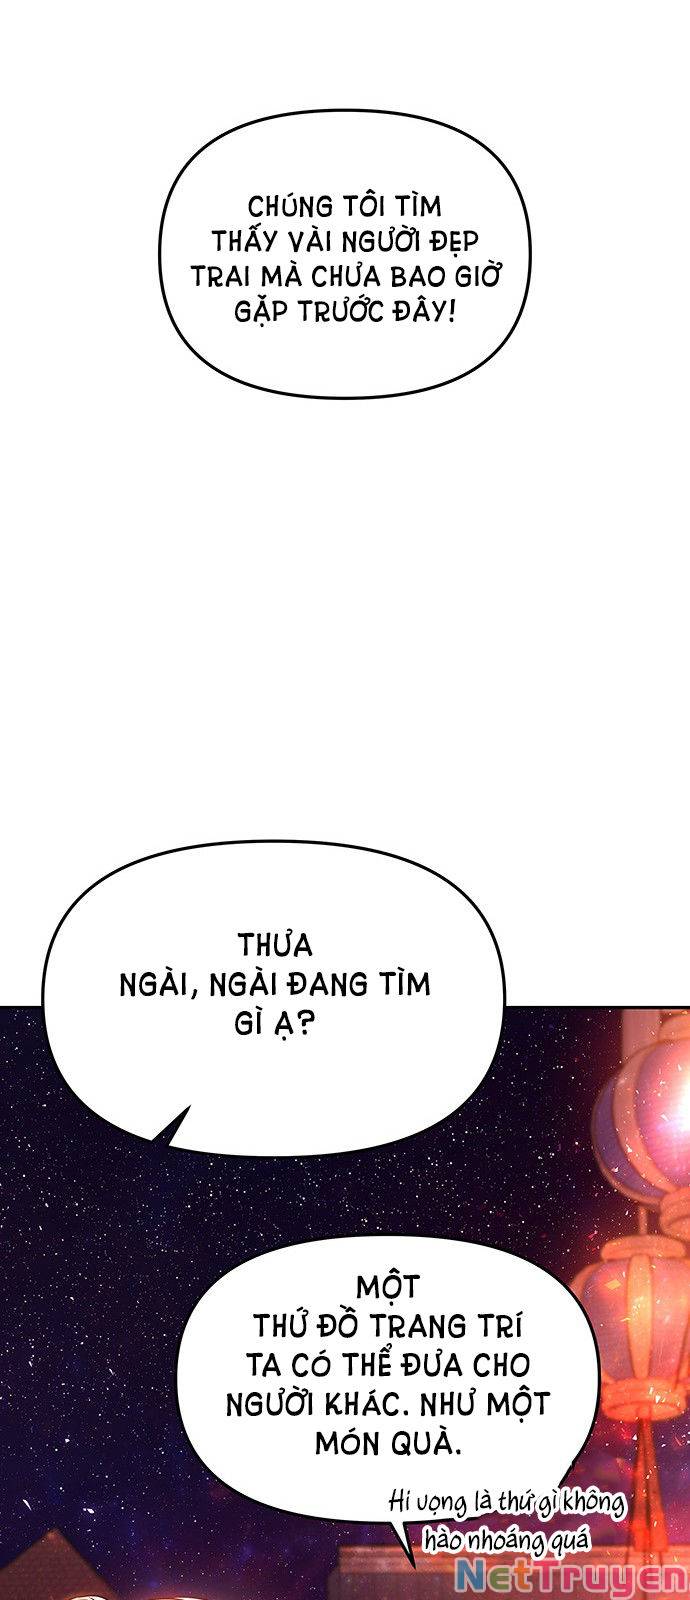 CHÚNG TÔI TÌM
THẤY VÀI NGƯỜI ĐẸP
TRAI MÀ CHƯA BAO GIỜ
GẶP TRƯỚC ĐÂY!
THƯA
NGÀI, NGÀI ĐANG TÌM
GÌ Ạ?
MỘT
THỨ ĐỒ TRANG TRÍ
TA CÓ THỂ ĐƯA CHO
NGƯỜI KHÁC. NHƯ MỘT
MÓN QUÀ.
Hi vọng là thứ gì không
hào nhoáng quá
NetTruyen